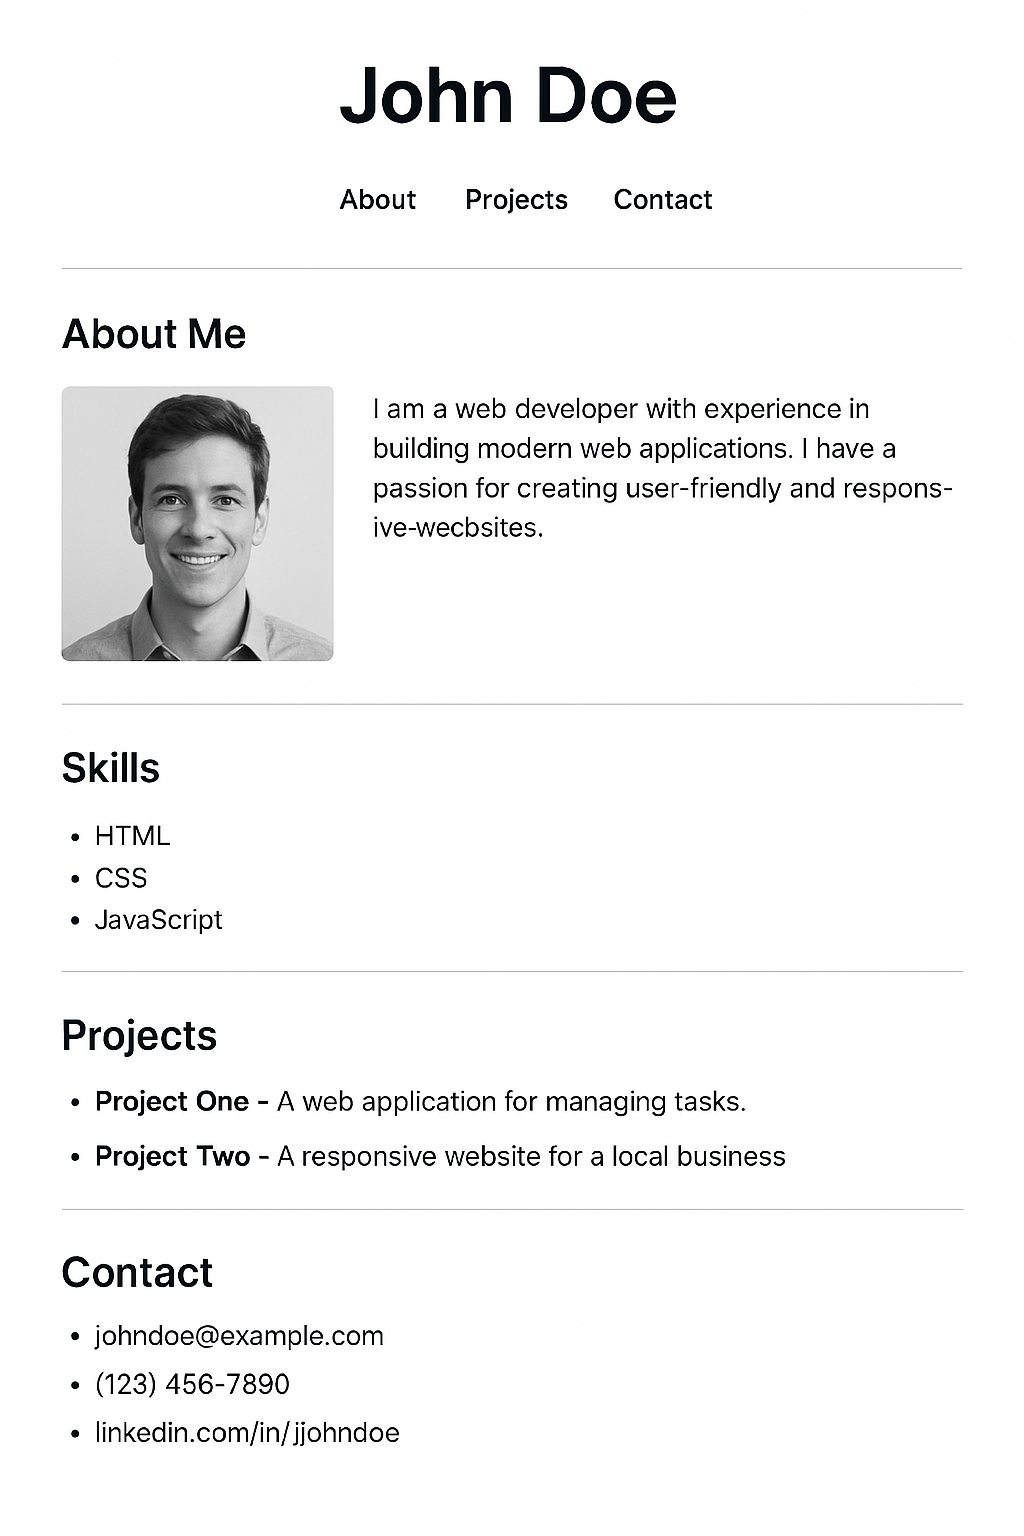 John Doe
About Projects Contact
About Me
I am a web developer with experience in
building modern web applications. I have a
passion for creating user-friendly and respons-
ive-wecbsites.
Skills
• HTML
• CSS
• JavaScript
Projects
• Project One - A web application for managing tasks.
• Project Two - A responsive website for a local business
Contact
• johndoe@example.com
• (123) 456-7890
• linkedin.com/in/jjohndoe